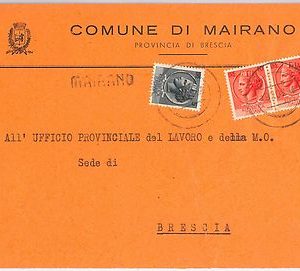 COMUNE DI MAIRANO
PROVINCIA DI BRESCIA
MAIRANO
All' UFFICIO PROVINCIALE del LAVORO e della M.O.
Sede di
BRESCIA